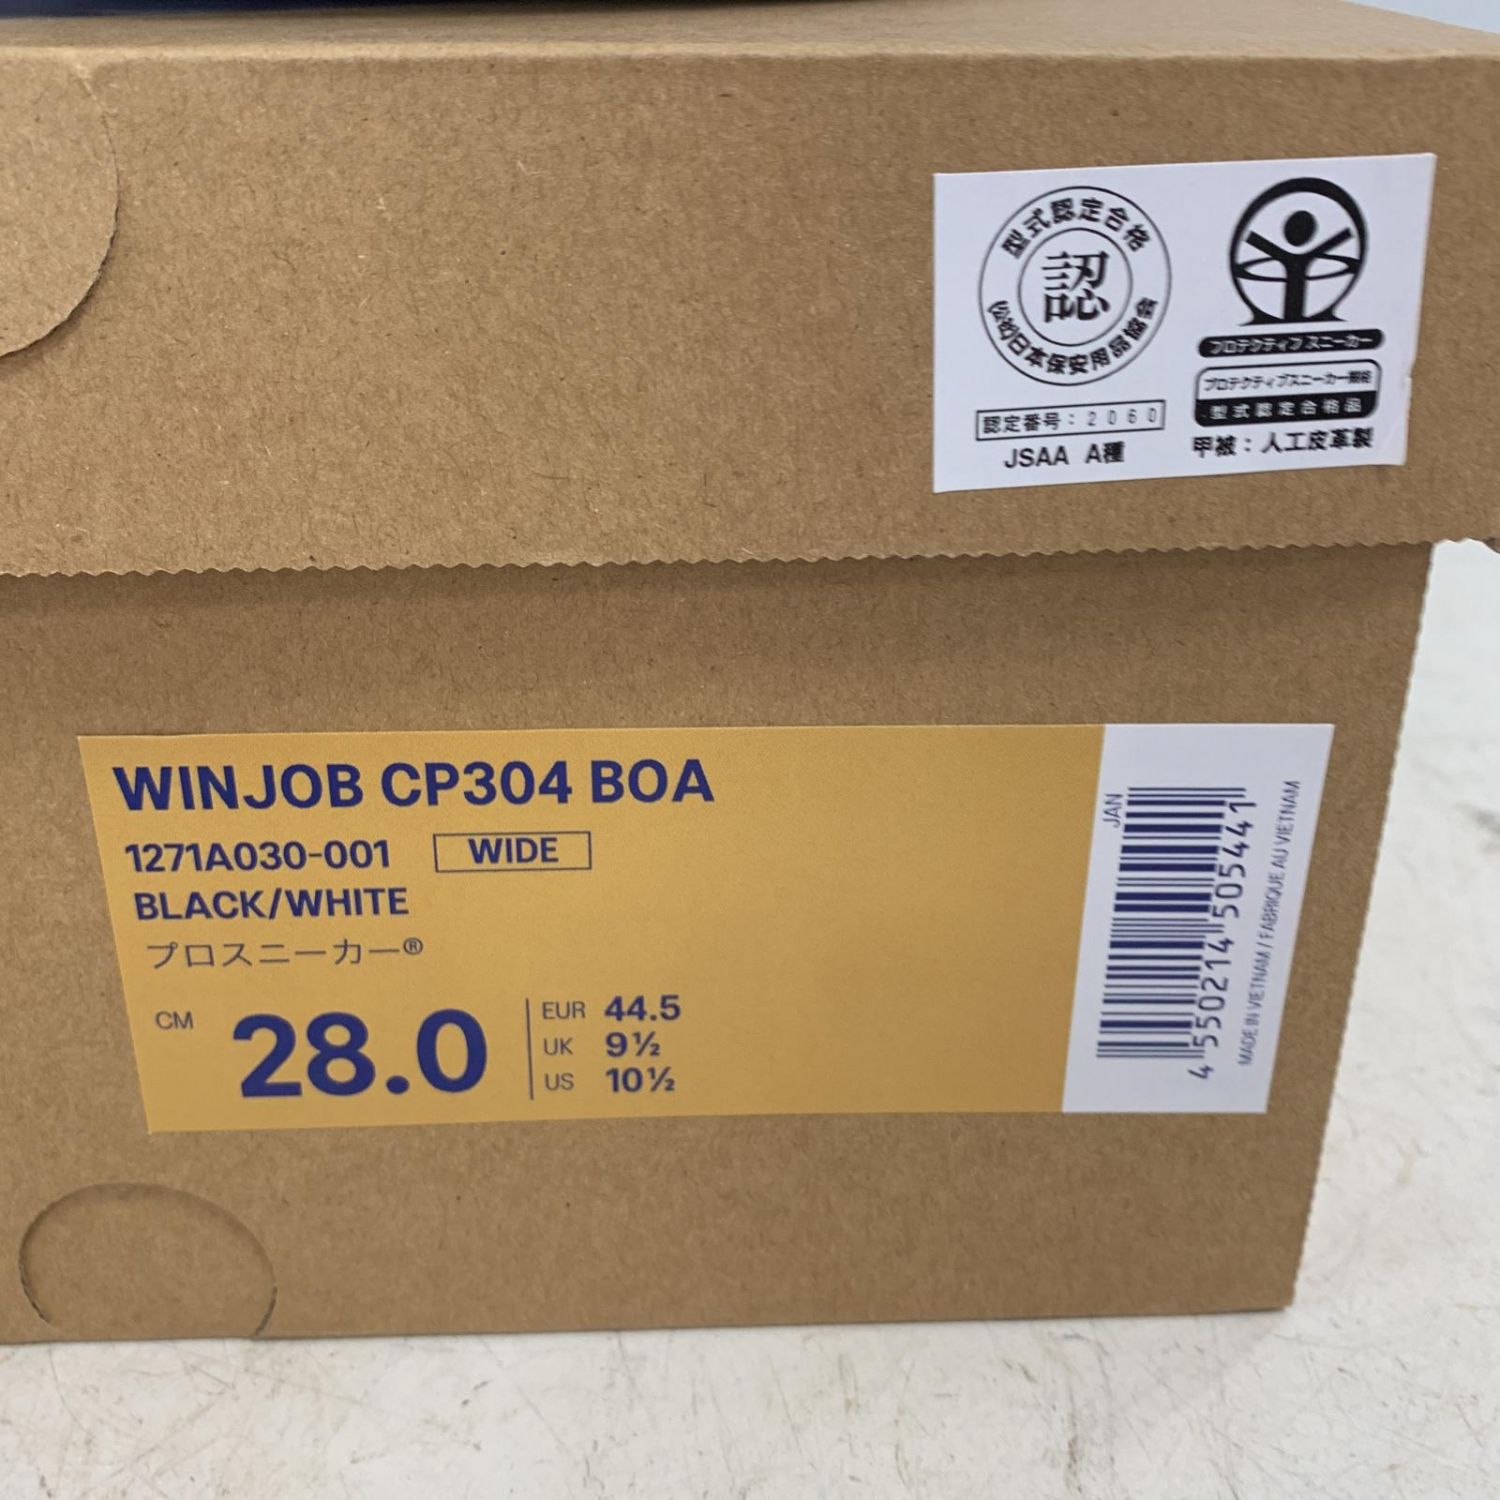 型式認定合格
認
(公社)日本保安用品協会
認定番号：2060
JSAA A種
プロテクティブスニーカー
プロテクティブスニーカー規格
型式認定合格品
甲被：人工皮革製
WINJOB CP304 BOA
1271A030-001 WIDE
BLACK/WHITE
プロスニーカー®
CM 28.0
EUR 44.5
UK 9½
US 10½
JAN
4 550214 505441
MADE IN VIETNAM / FABRIQUE AU VIETNAM